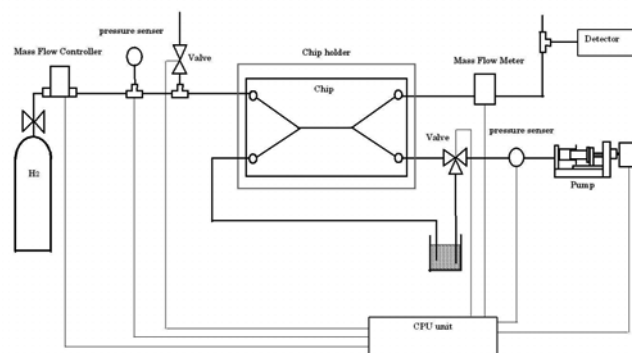 pressure senser
Mass Flow Controller
Valve
Chip holder
Mass Flow Meter
Detector
Chip
Valve
pressure senser
H2
Pump
CPU unit